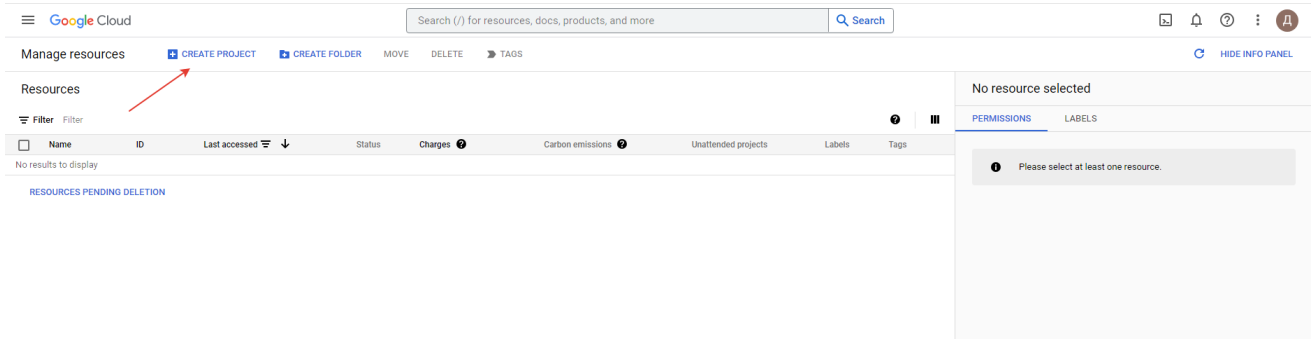 Google Cloud
Search (/) for resources, docs, products, and more
Search
Д
Manage resources
CREATE PROJECT
CREATE FOLDER
MOVE
DELETE
TAGS
HIDE INFO PANEL
Resources
Filter Filter
Name ID Last accessed Status Charges Carbon emissions Unattended projects Labels Tags
No results to display
RESOURCES PENDING DELETION
No resource selected
PERMISSIONS LABELS
Please select at least one resource.